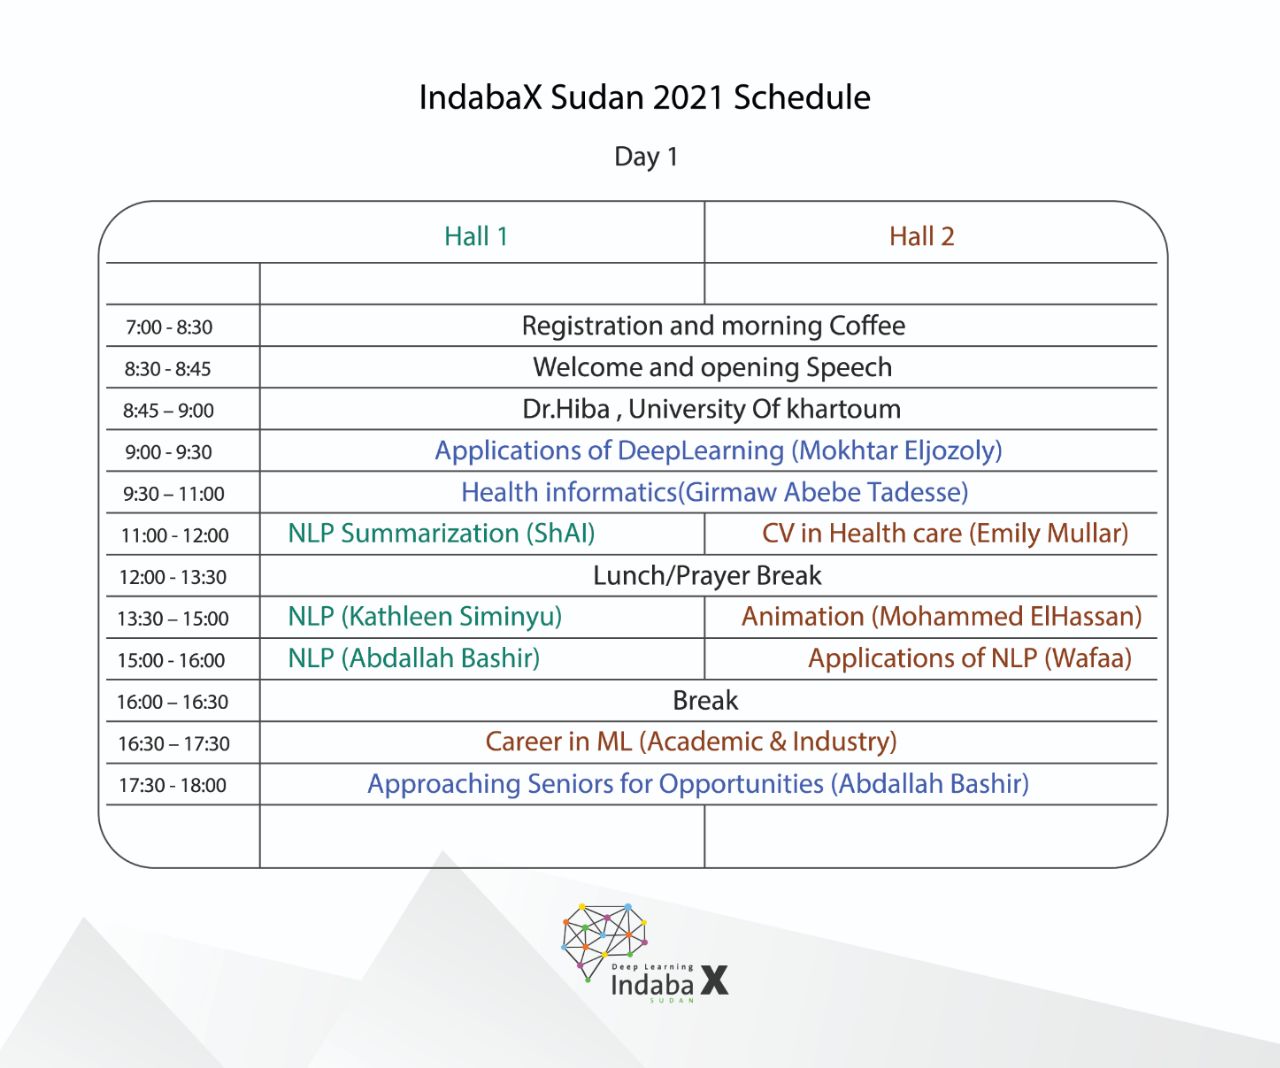 IndabaX Sudan 2021 Schedule
Day 1
Hall 1 Hall 2
7:00 - 8:30 Registration and morning Coffee
8:30 - 8:45 Welcome and opening Speech
8:45 – 9:00 Dr.Hiba , University Of khartoum
9:00 - 9:30 Applications of DeepLearning (Mokhtar Eljozoly)
9:30 – 11:00 Health informatics(Girmaw Abebe Tadesse)
11:00 - 12:00 NLP Summarization (ShAI) CV in Health care (Emily Mullar)
12:00 - 13:30 Lunch/Prayer Break
13:30 – 15:00 NLP (Kathleen Siminyu) Animation (Mohammed ElHassan)
15:00 - 16:00 NLP (Abdallah Bashir) Applications of NLP (Wafaa)
16:00 – 16:30 Break
16:30 – 17:30 Career in ML (Academic & Industry)
17:30 - 18:00 Approaching Seniors for Opportunities (Abdallah Bashir)
Deep Learning
Indaba X
SUDAN